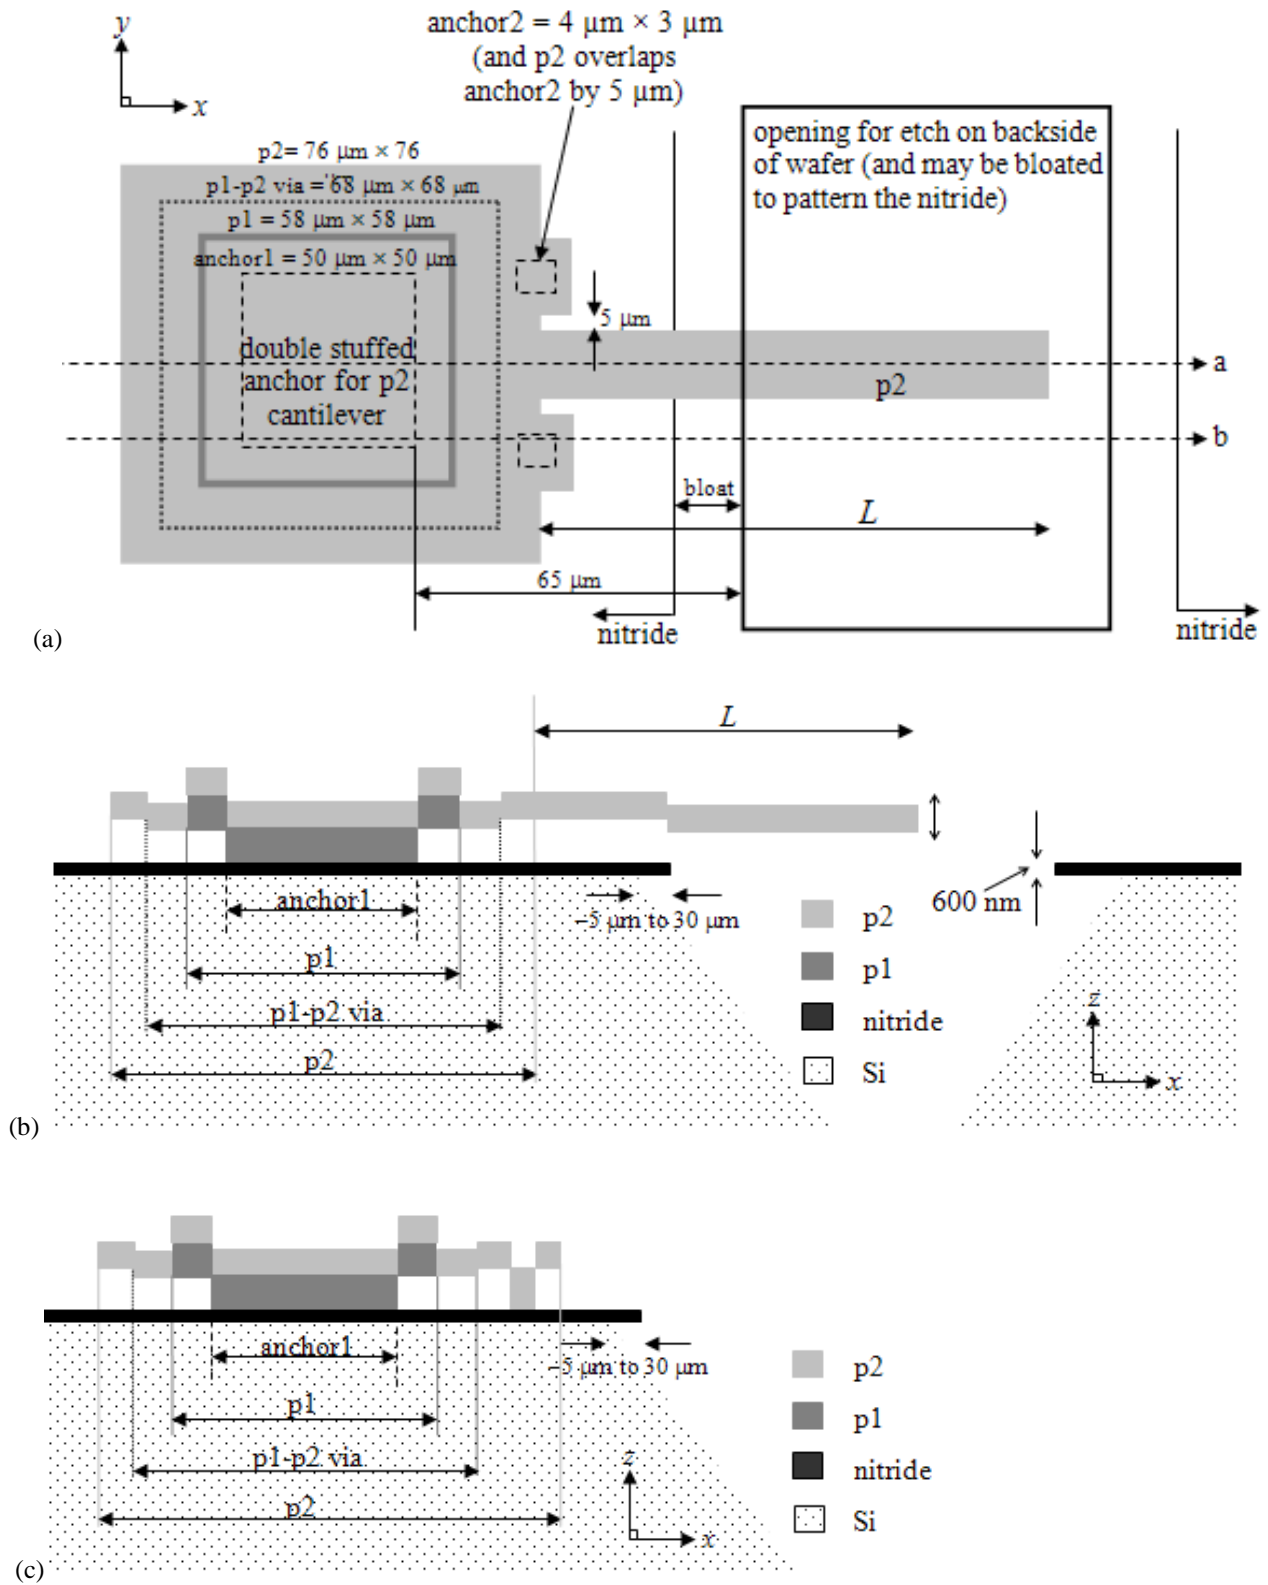 y
x
anchor2 = 4 μm × 3 μm
(and p2 overlaps
anchor2 by 5 μm)
p2= 76 μm × 76
p1-p2 via = 68 μm × 68 μm
p1 = 58 μm × 58 μm
anchor1 = 50 μm × 50 μm
double stuffed
anchor for p2
cantilever
opening for etch on backside
of wafer (and may be bloated
to pattern the nitride)
5 μm
a
p2
b
bloat
L
65 μm
nitride
nitride
(a)
L
anchor1
~5 μm to 30 μm
600 nm
p1
p1-p2 via
p2
p2
p1
nitride
Si
z
x
(b)
anchor1
~5 μm to 30 μm
p1
p1-p2 via
p2
z
x
p2
p1
nitride
Si
(c)